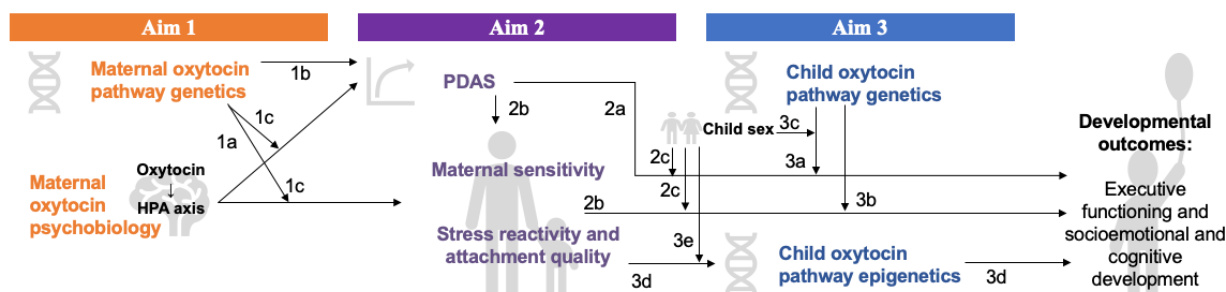 Aim 1
Aim 2
Aim 3
Maternal oxytocin
pathway genetics
1b
1c
1a
1c
Oxytocin
↓
HPA axis
Maternal
oxytocin
psychobiology
PDAS
2b
2a
Maternal sensitivity
2b
Stress reactivity and
attachment quality
3d
Child sex
2c
2c
3e
Child oxytocin
pathway genetics
3c
3a
3b
Child oxytocin
pathway epigenetics
3d
Developmental
outcomes:
Executive
functioning and
socioemotional and
cognitive
development